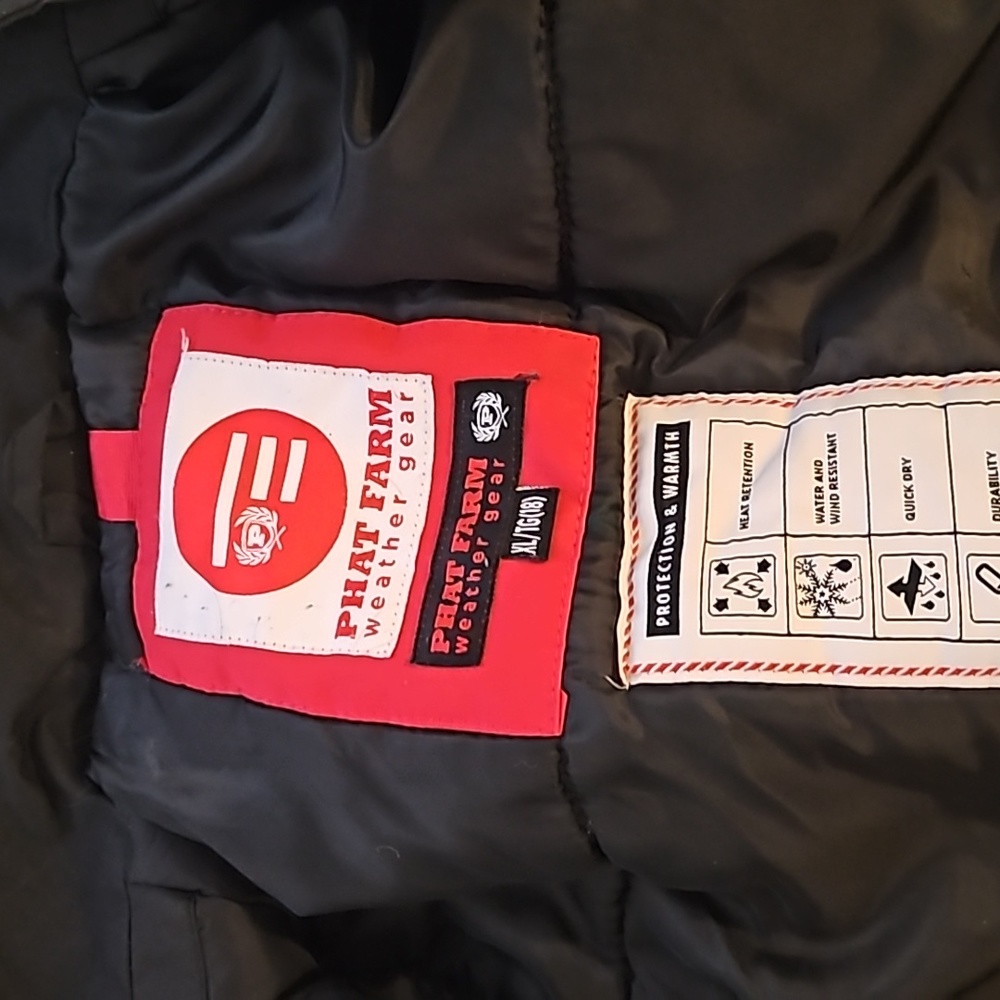 P
PHAT FARM
weather gear
PHAT FARM
weather gear
P
XL/TG(18)
PROTECTION & WARMTH
HEAT RETENTION
WATER AND
WIND RESISTANT
QUICK DRY
DURABILITY